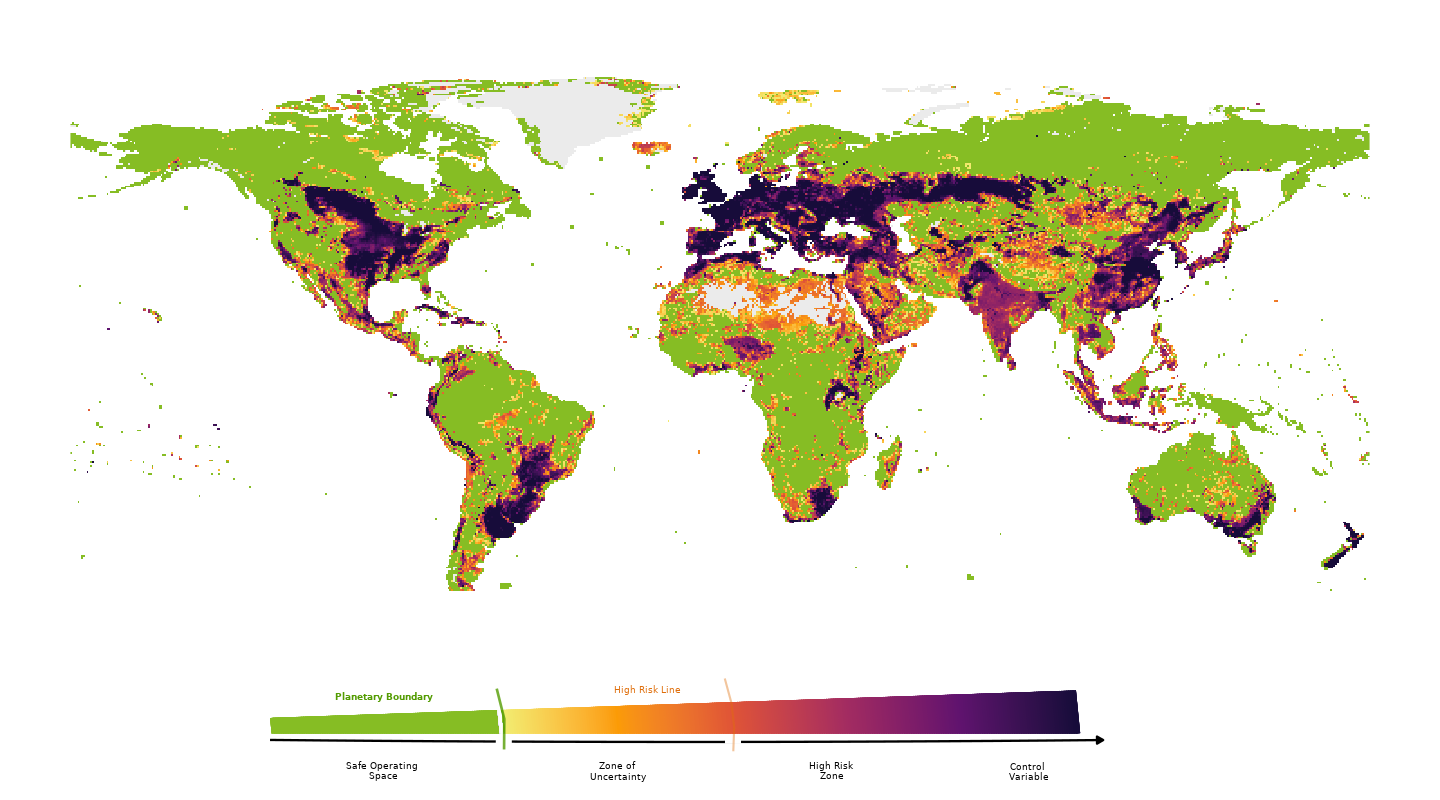 Planetary Boundary
High Risk Line
Safe Operating
Space
Zone of
Uncertainty
High Risk
Zone
Control
Variable